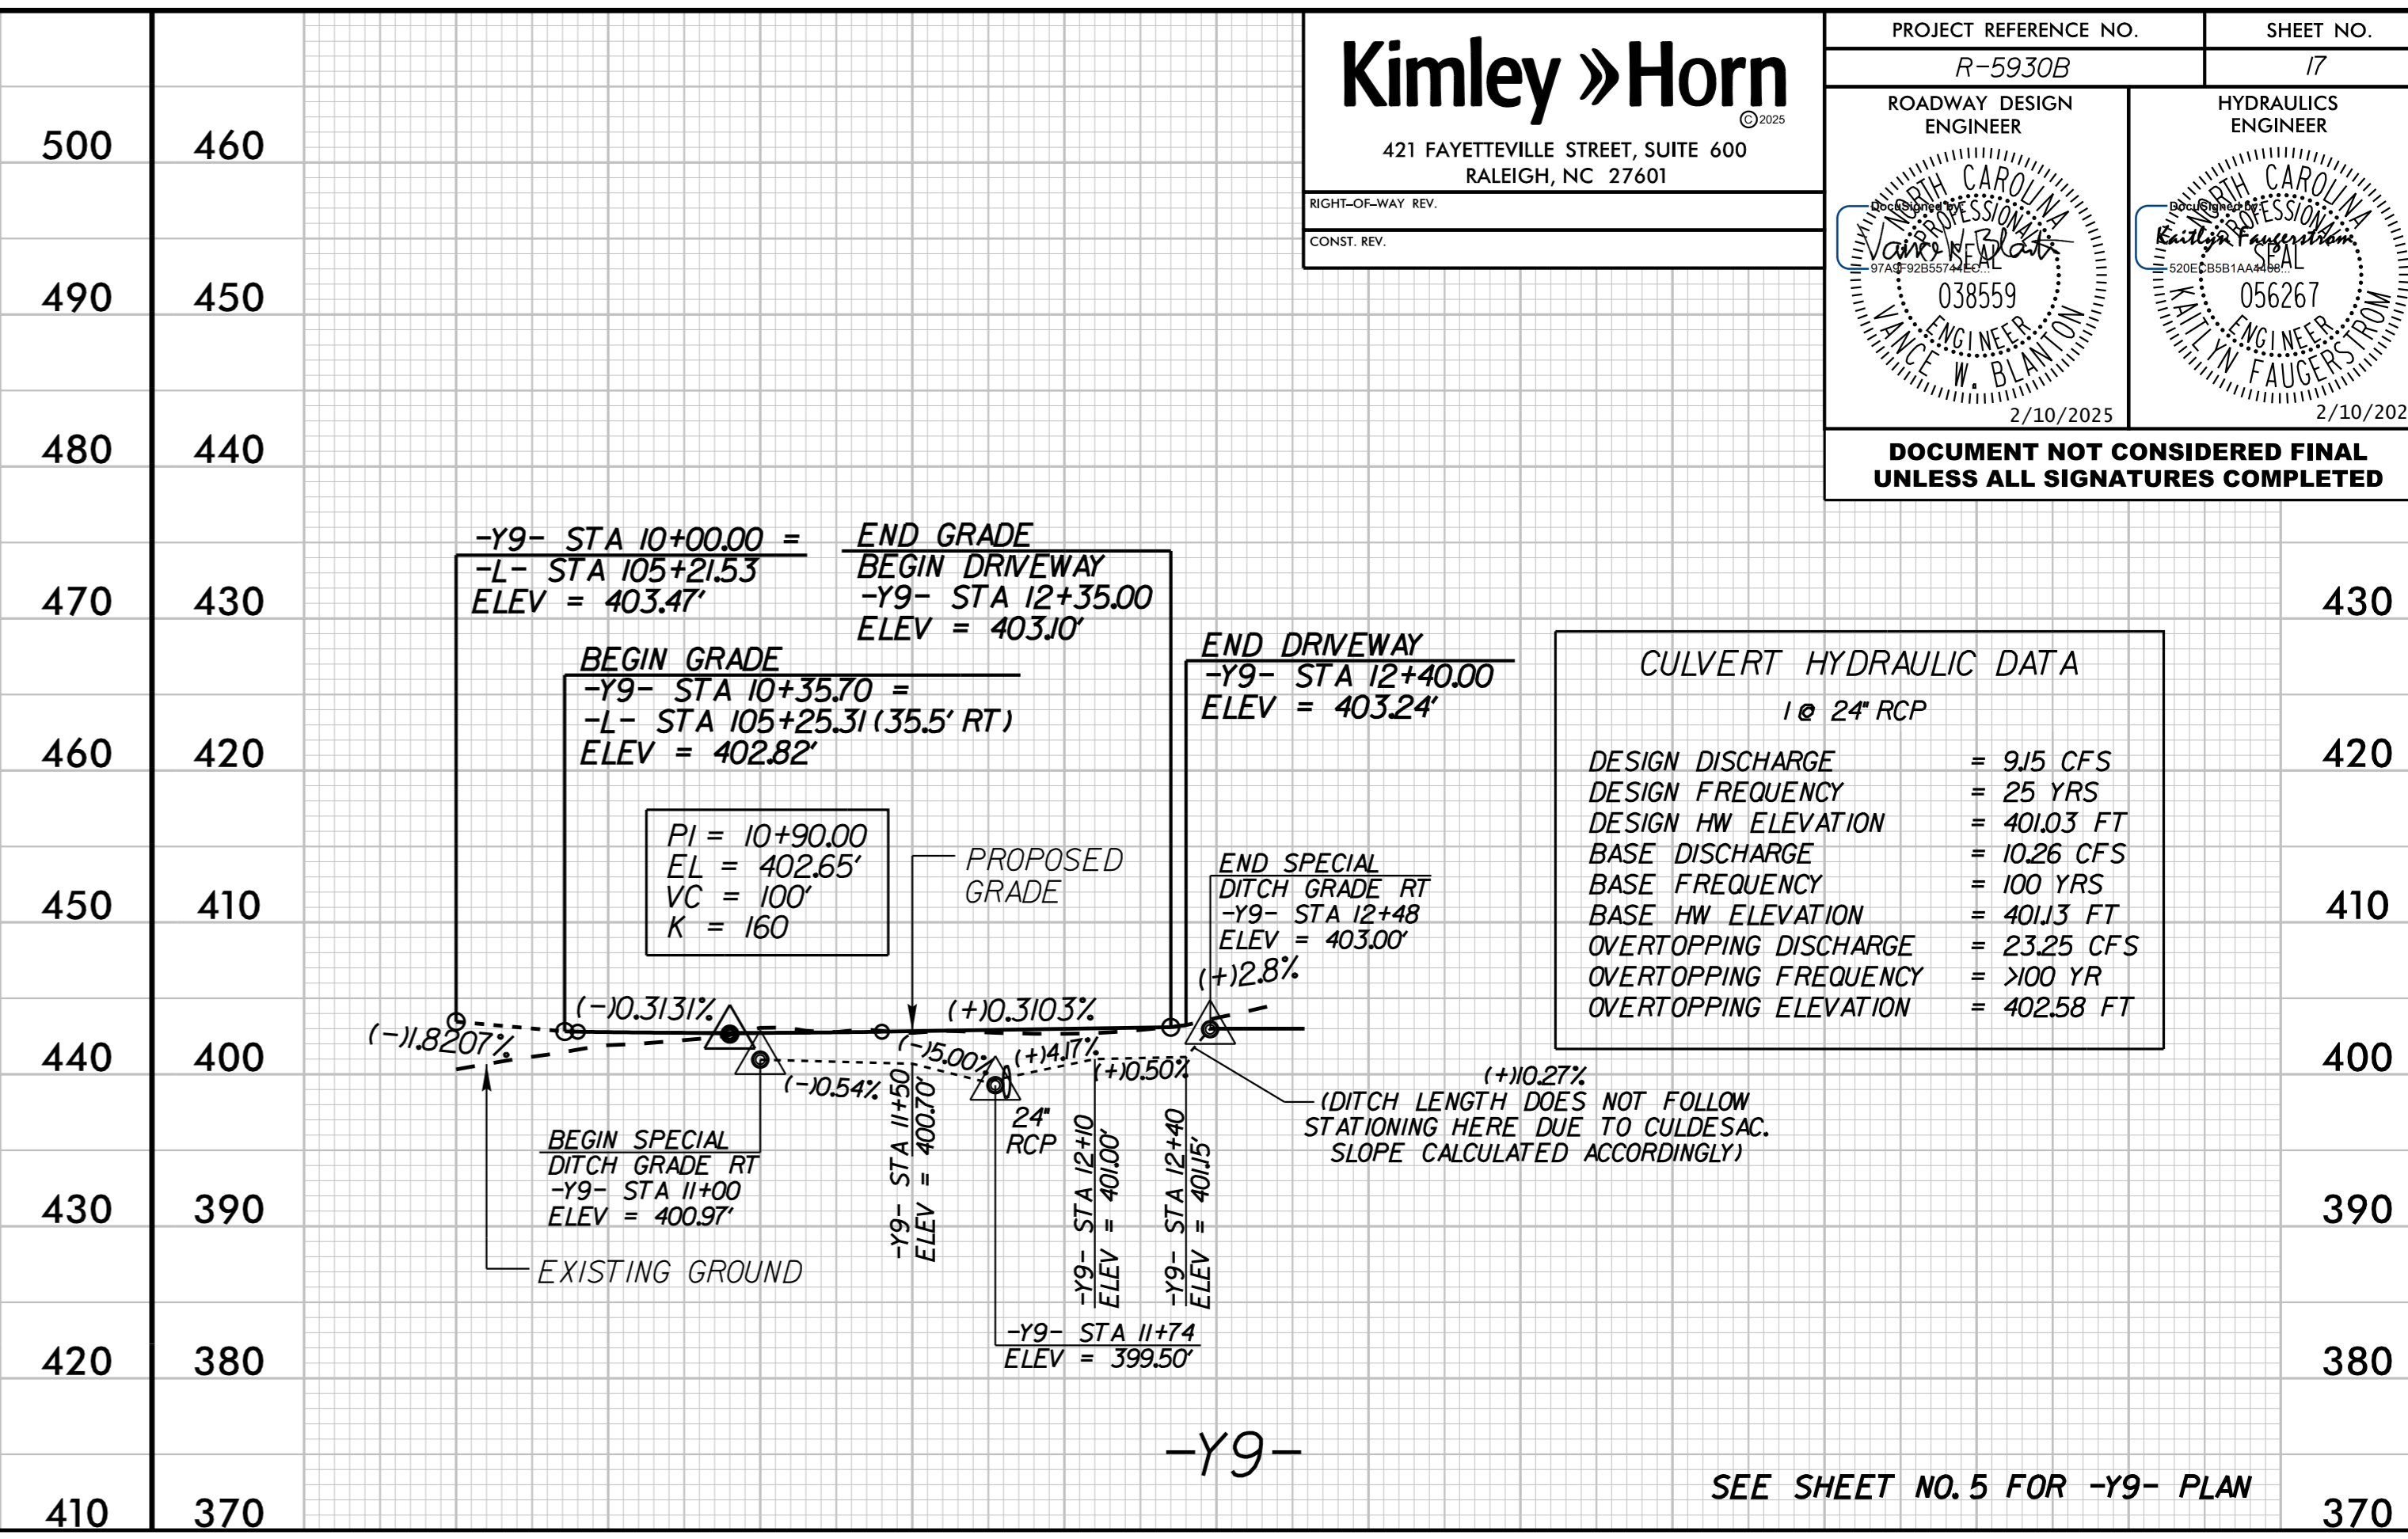 Kimley»Horn
© 2025
421 FAYETTEVILLE STREET, SUITE 600
RALEIGH, NC 27601
RIGHT-OF-WAY REV.
CONST. REV.
PROJECT REFERENCE NO.
SHEET NO.
R-5930B
17
ROADWAY DESIGN
ENGINEER
HYDRAULICS
ENGINEER
NORTH CAROLINA
PROFESSIONAL
DocuSigned by:
SEAL
038559
ENGINEER
VANCE W. BLANTON
2/10/2025
NORTH CAROLINA
PROFESSIONAL
DocuSigned by:
Kaitlyn Faugerstrom
SEAL
056267
ENGINEER
KAITLYN FAUGERSTROM
2/10/202
DOCUMENT NOT CONSIDERED FINAL
UNLESS ALL SIGNATURES COMPLETED
500 460
490 450
480 440
470 430 430
460 420 420
450 410 410
440 400 400
430 390 390
420 380 380
410 370 370
-Y9- STA 10+00.00 =
-L- STA 105+21.53
ELEV = 403.47'
END GRADE
BEGIN DRIVEWAY
-Y9- STA 12+35.00
ELEV = 403.10'
BEGIN GRADE
-Y9- STA 10+35.70 =
-L- STA 105+25.31 (35.5' RT)
ELEV = 402.82'
END DRIVEWAY
-Y9- STA 12+40.00
ELEV = 403.24'
PI = 10+90.00
EL = 402.65'
VC = 100'
K = 160
PROPOSED
GRADE
END SPECIAL
DITCH GRADE RT
-Y9- STA 12+48
ELEV = 403.00'
CULVERT HYDRAULIC DATA
1 @ 24" RCP
DESIGN DISCHARGE = 9.15 CFS
DESIGN FREQUENCY = 25 YRS
DESIGN HW ELEVATION = 401.03 FT
BASE DISCHARGE = 10.26 CFS
BASE FREQUENCY = 100 YRS
BASE HW ELEVATION = 401.13 FT
OVERTOPPING DISCHARGE = 23.25 CFS
OVERTOPPING FREQUENCY = >100 YR
OVERTOPPING ELEVATION = 402.58 FT
(-)1.8207%
(-)0.3131%
(+)0.3103%
(+)2.8%
(-)0.54%
(-)5.00%
(+)4.17%
(+)0.50%
24"
RCP
(+)10.27%
(DITCH LENGTH DOES NOT FOLLOW
STATIONING HERE DUE TO CULDESAC.
SLOPE CALCULATED ACCORDINGLY)
BEGIN SPECIAL
DITCH GRADE RT
-Y9- STA 11+00
ELEV = 400.97'
EXISTING GROUND
-Y9- STA 11+50
ELEV = 400.70'
-Y9- STA 12+10
ELEV = 401.00'
-Y9- STA 12+40
ELEV = 401.15'
-Y9- STA 11+74
ELEV = 399.50'
-Y9-
SEE SHEET NO. 5 FOR -Y9- PLAN